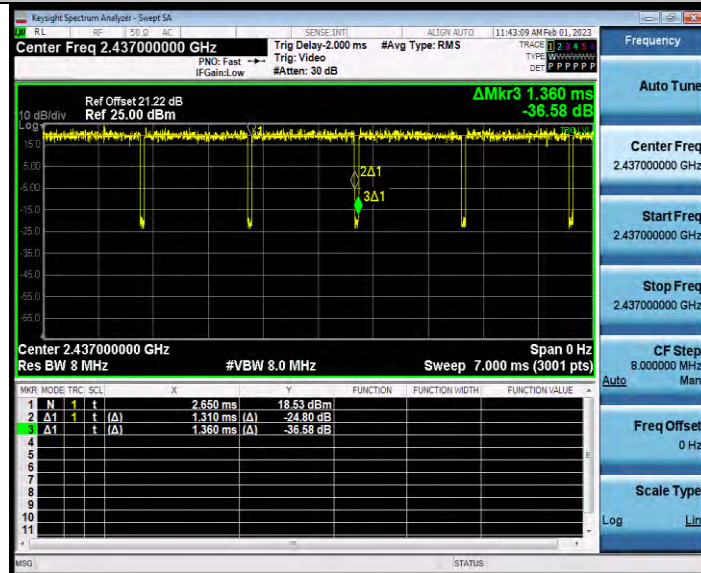 Keysight Spectrum Analyzer - Swept SA
LXI RL RF 50 Ω AC SENSE:INT ALIGN AUTO 11:43:09 AM Feb 01, 2023
Center Freq 2.437000000 GHz
PNO: Fast
IFGain:Low
Trig Delay-2.000 ms
Trig: Video
#Atten: 30 dB
#Avg Type: RMS
TRACE 1 2 3 4 5 6
TYPE WWWWWW
DET P P P P P P
Ref Offset 21.22 dB
10 dB/div Ref 25.00 dBm
Log
ΔMkr3 1.360 ms
-36.58 dB
15.0
5.00
-5.00
-15.0
-25.0
-35.0
-45.0
-55.0
-65.0
1
2Δ1
3Δ1
Center 2.437000000 GHz Span 0 Hz
Res BW 8 MHz #VBW 8.0 MHz Sweep 7.000 ms (3001 pts)
MKR MODE TRC SCL X Y FUNCTION FUNCTION WIDTH FUNCTION VALUE
1 N 1 t 2.650 ms 18.53 dBm
2 Δ1 1 t (Δ) 1.310 ms (Δ) -24.80 dB
3 Δ1 t (Δ) 1.360 ms (Δ) -36.58 dB
4
5
6
7
8
9
10
11
MSG STATUS
Frequency
Auto Tune
Center Freq
2.437000000 GHz
Start Freq
2.437000000 GHz
Stop Freq
2.437000000 GHz
CF Step
8.000000 MHz
Auto Man
Freq Offset
0 Hz
Scale Type
Log Lin